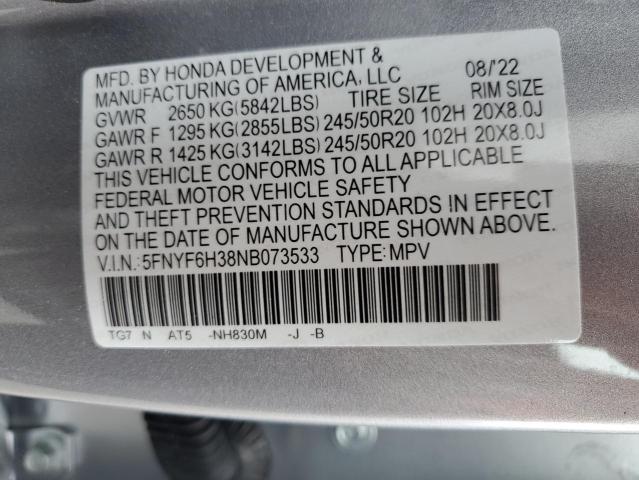 MFD. BY HONDA DEVELOPMENT &
MANUFACTURING OF AMERICA, LLC 08/'22
GVWR 2650 KG(5842LBS) TIRE SIZE RIM SIZE
GAWR F 1295 KG(2855LBS) 245/50R20 102H 20X8.0J
GAWR R 1425 KG(3142LBS) 245/50R20 102H 20X8.0J
THIS VEHICLE CONFORMS TO ALL APPLICABLE
FEDERAL MOTOR VEHICLE SAFETY
AND THEFT PREVENTION STANDARDS IN EFFECT
ON THE DATE OF MANUFACTURE SHOWN ABOVE.
V.I.N.:5FNYF6H38NB073533 TYPE:MPV
TG7 N AT5 -NH830M -J -B